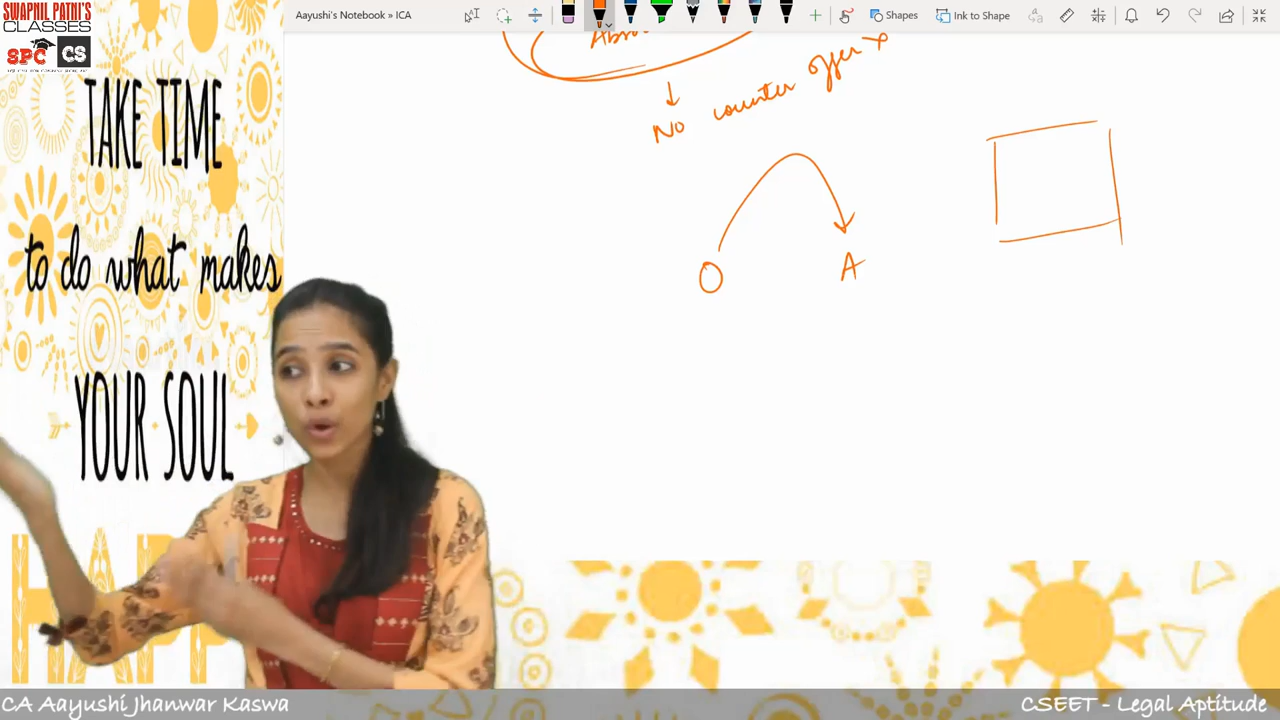 SWAPNIL PATNI'S
CLASSES
SPC CS
Aayushi's Notebook » ICA
Shapes
Ink to Shape
No counter offer x
O
A
TAKE TIME
to do what makes
YOUR SOUL
HAPP
CA Aayushi Jhanwar Kaswa
CSEET - Legal Aptitude